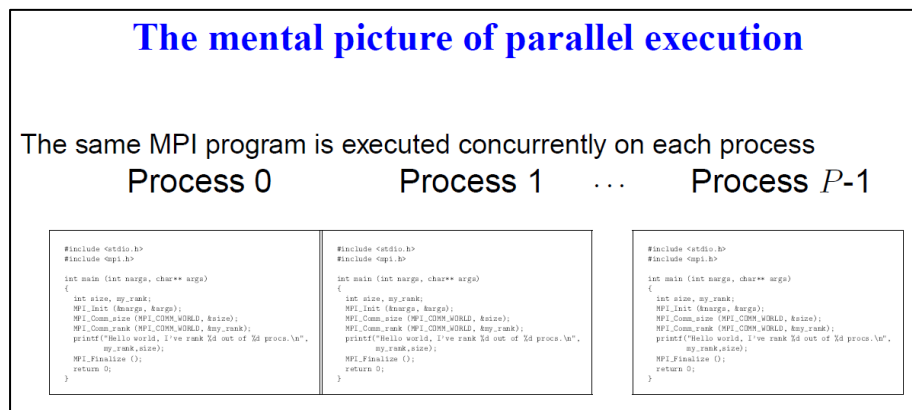 The mental picture of parallel execution
The same MPI program is executed concurrently on each process
Process 0 Process 1 ... Process P-1
#include <stdio.h>
#include <mpi.h>
int main (int nargs, char** args)
{
int size, my_rank;
MPI_Init (&nargs, &args);
MPI_Comm_size (MPI_COMM_WORLD, &size);
MPI_Comm_rank (MPI_COMM_WORLD, &my_rank);
printf("Hello world, I've rank %d out of %d procs.\n",
my_rank,size);
MPI_Finalize ();
return 0;
}
#include <stdio.h>
#include <mpi.h>
int main (int nargs, char** args)
{
int size, my_rank;
MPI_Init (&nargs, &args);
MPI_Comm_size (MPI_COMM_WORLD, &size);
MPI_Comm_rank (MPI_COMM_WORLD, &my_rank);
printf("Hello world, I've rank %d out of %d procs.\n",
my_rank,size);
MPI_Finalize ();
return 0;
}
#include <stdio.h>
#include <mpi.h>
int main (int nargs, char** args)
{
int size, my_rank;
MPI_Init (&nargs, &args);
MPI_Comm_size (MPI_COMM_WORLD, &size);
MPI_Comm_rank (MPI_COMM_WORLD, &my_rank);
printf("Hello world, I've rank %d out of %d procs.\n",
my_rank,size);
MPI_Finalize ();
return 0;
}